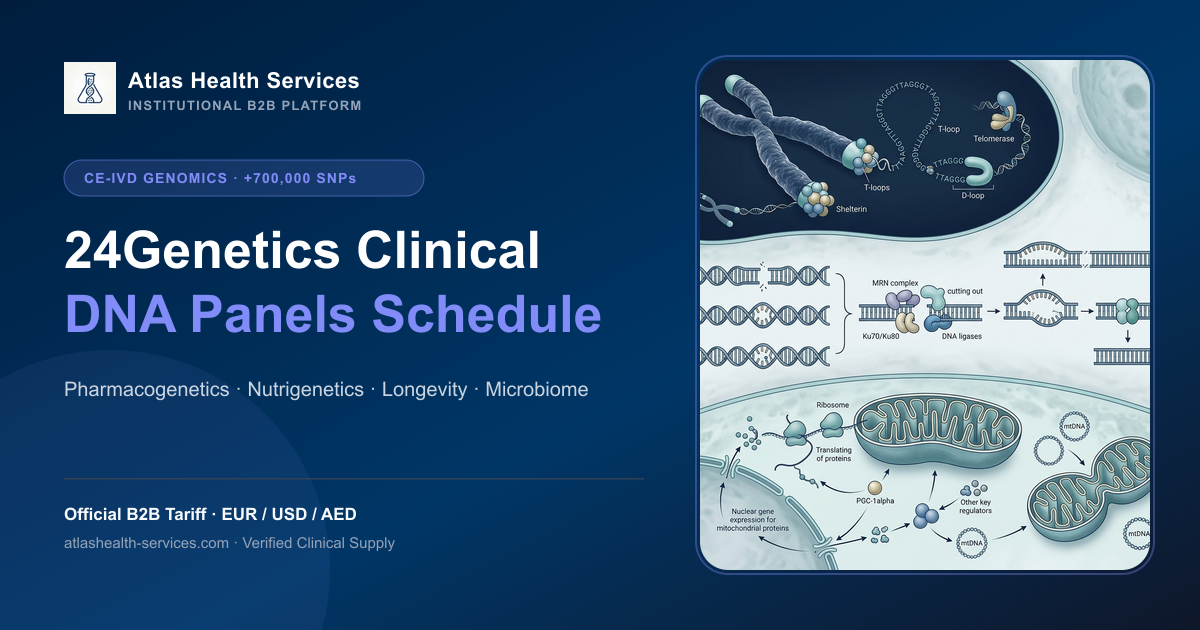 Atlas Health Services
INSTITUTIONAL B2B PLATFORM
CE-IVD GENOMICS · +700,000 SNPs
24Genetics Clinical
DNA Panels Schedule
Pharmacogenetics · Nutrigenetics · Longevity · Microbiome
Official B2B Tariff · EUR / USD / AED
atlashealth-services.com · Verified Clinical Supply
T-loop
Telomerase
TTAGGG
TTAGGG
T-loops
D-loop
Shelterin
MRN complex
cutting out
Ku70/Ku80
DNA ligases
Ribosome
mtDNA
Translating
of proteins
PGC-1alpha
Other key
regulators
Nuclear gene
expression for
mitochondrial proteins
mtDNA
mtDNA